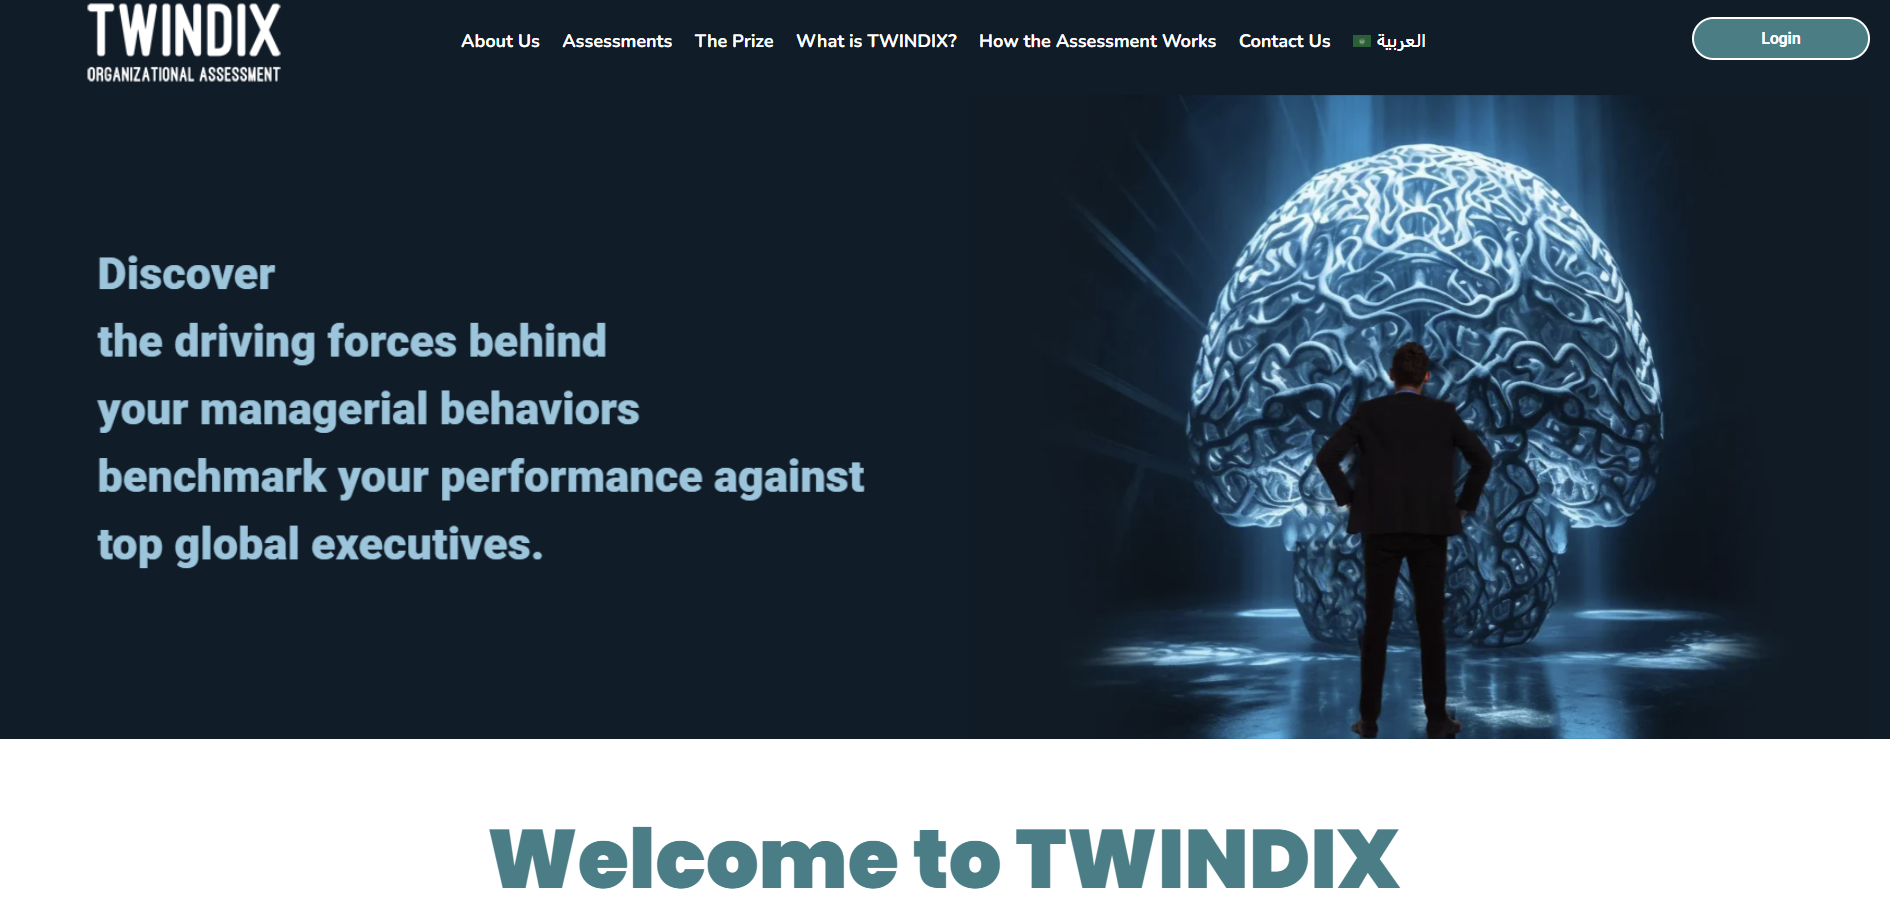 TWINDIX
ORGANIZATIONAL ASSESSMENT
About Us Assessments The Prize What is TWINDIX? How the Assessment Works Contact Us العربية
Login
Discover
the driving forces behind
your managerial behaviors
benchmark your performance against
top global executives.
Welcome to TWINDIX